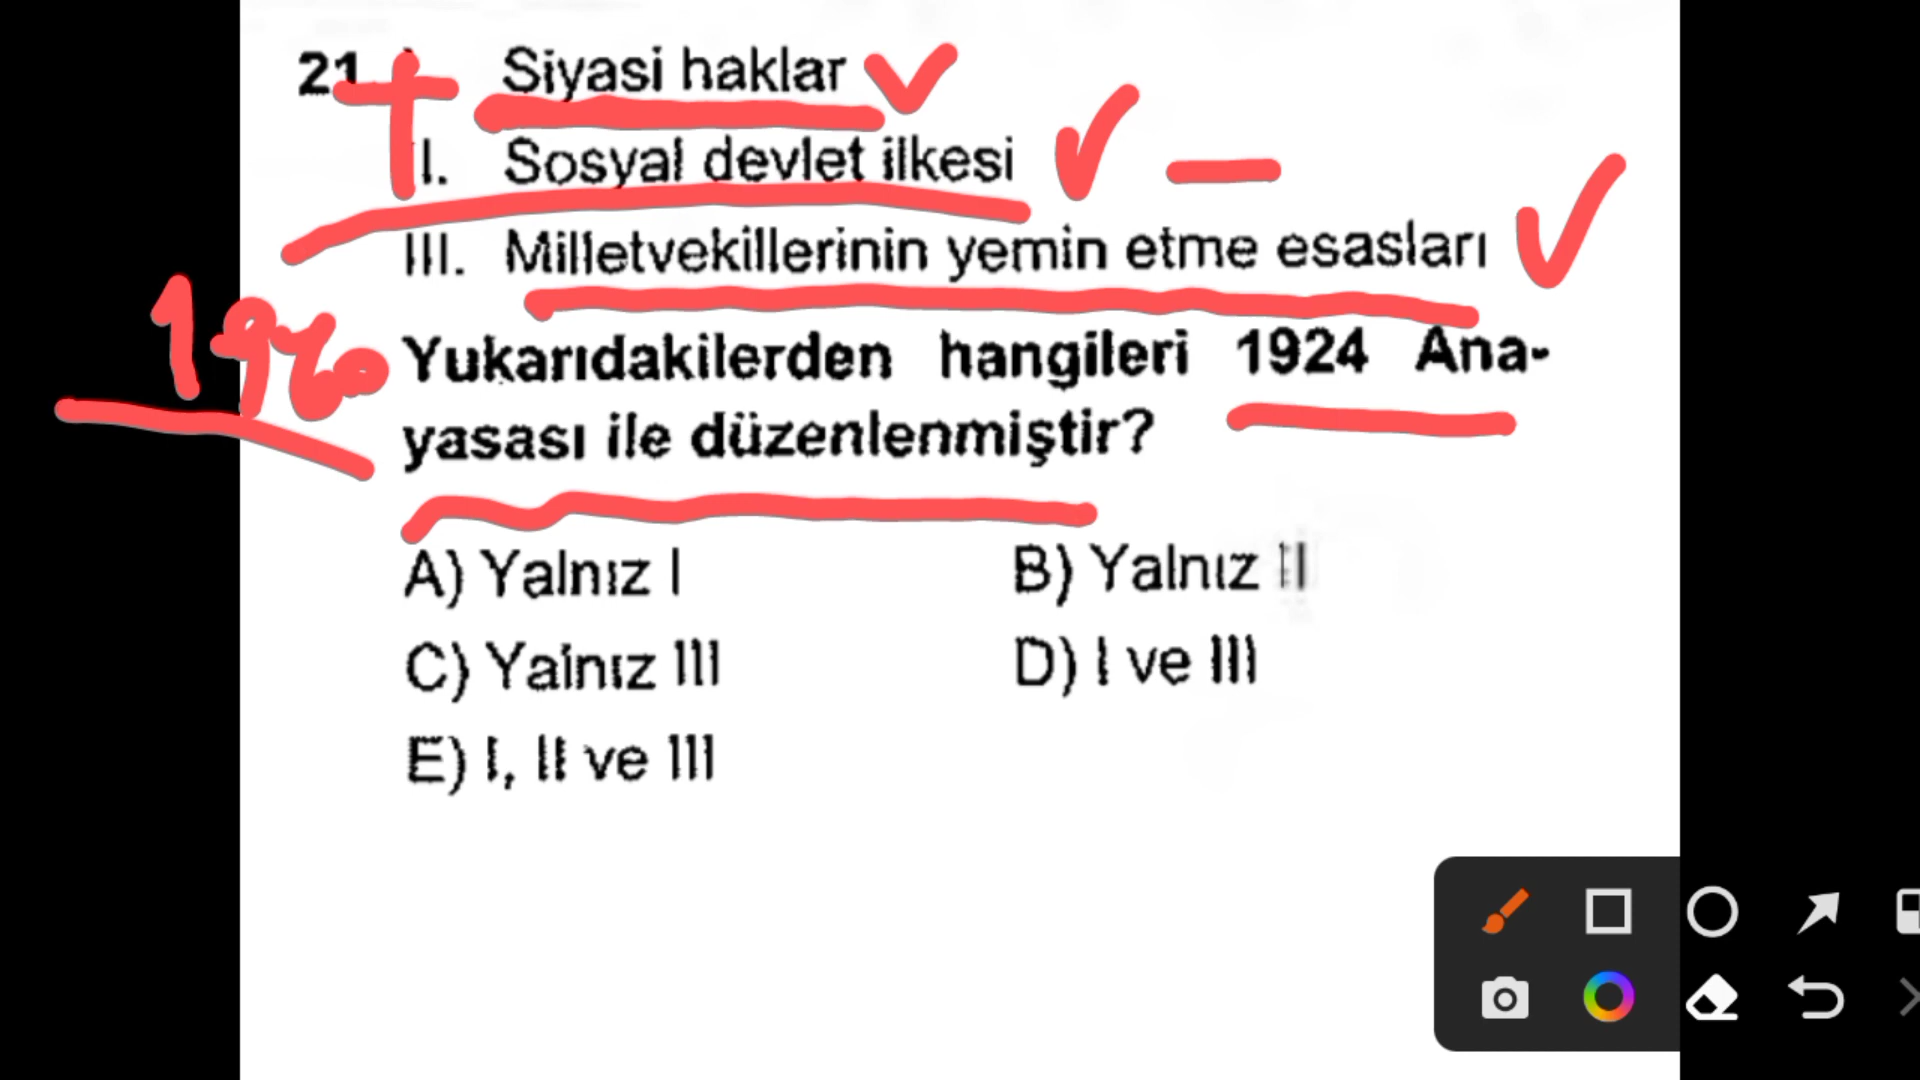 21. Siyasi haklar
II. Sosyal devlet ilkesi
III. Milletvekillerinin yemin etme esasları
Yukarıdakilerden hangileri 1924 Ana-
yasası ile düzenlenmiştir?
A) Yalnız I
B) Yalnız II
C) Yalnız III
D) I ve III
E) I, II ve III